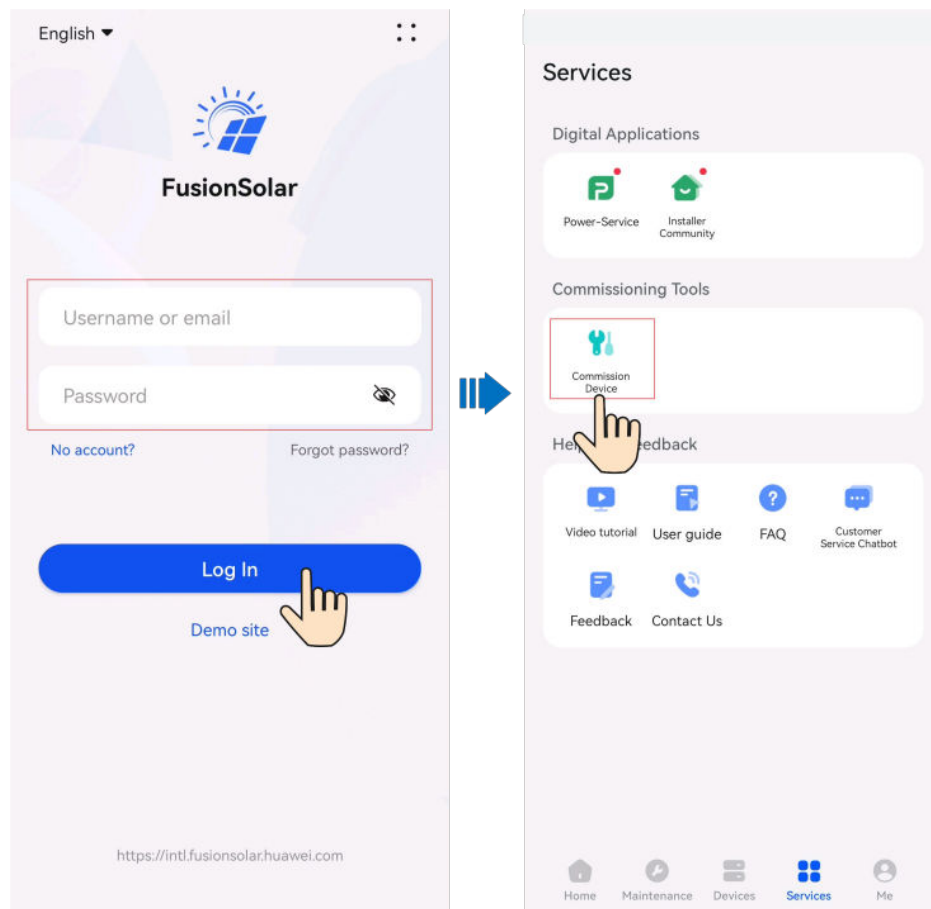 English
FusionSolar
Username or email
Password
No account?
Forgot password?
Log In
Demo site
https://intl.fusionsolar.huawei.com
Services
Digital Applications
Power-Service
Installer
Community
Commissioning Tools
Commission
Device
He edback
Video tutorial
User guide
FAQ
Customer
Service Chatbot
Feedback
Contact Us
Home
Maintenance
Devices
Services
Me